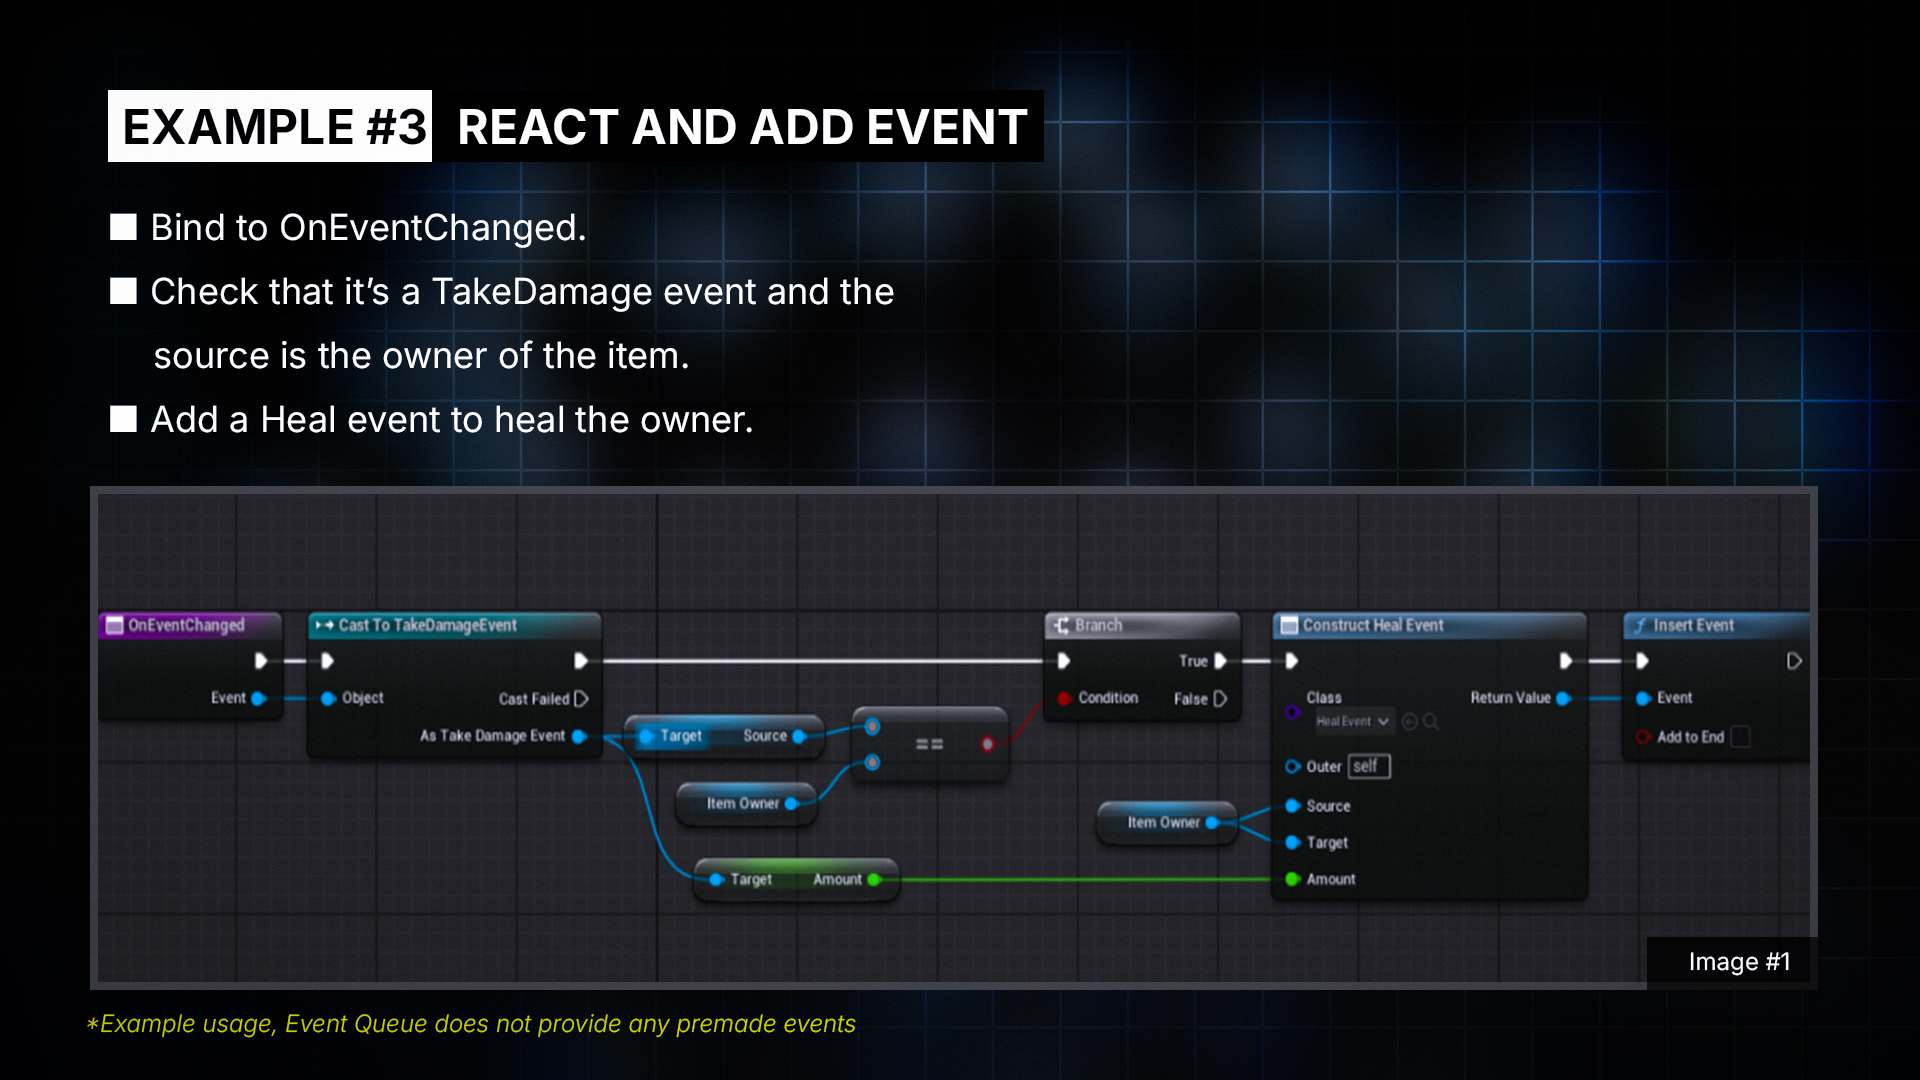 EXAMPLE #3 REACT AND ADD EVENT
Bind to OnEventChanged.
Check that it’s a TakeDamage event and the
source is the owner of the item.
Add a Heal event to heal the owner.
OnEventChanged
Event
Cast To TakeDamageEvent
Object
Cast Failed
As Take Damage Event
Target Source
==
Item Owner
Target Amount
Branch
True
Condition False
Item Owner
Construct Heal Event
Class Return Value
Heal Event
Outer self
Source
Target
Amount
Insert Event
Event
Add to End
Image #1
*Example usage, Event Queue does not provide any premade events